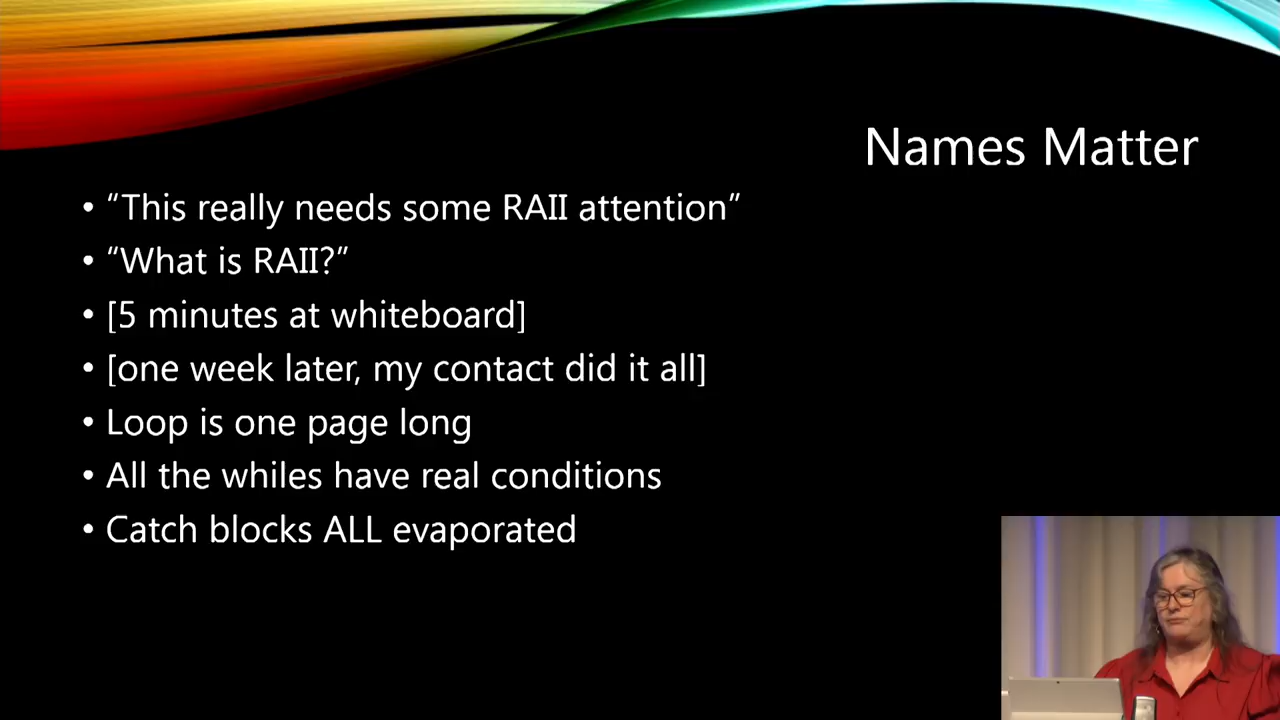 Names Matter
• “This really needs some RAII attention”
• “What is RAII?”
• [5 minutes at whiteboard]
• [one week later, my contact did it all]
• Loop is one page long
• All the whiles have real conditions
• Catch blocks ALL evaporated